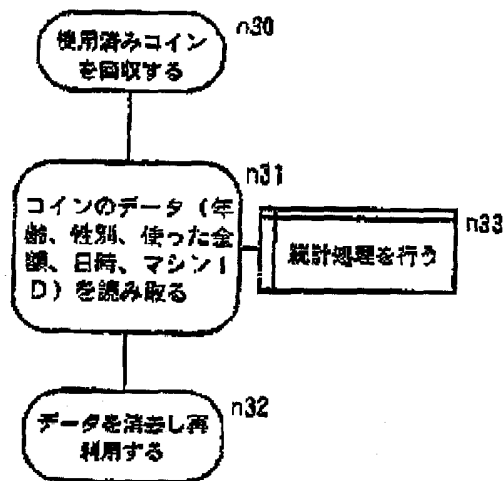 n30
使用済みコイン
を回収する
n31
コインのデータ（年
齢、性別、使った金
額、日時、マシンI
D）を読み取る
n33
統計処理を行う
n32
データを消去し再
利用する